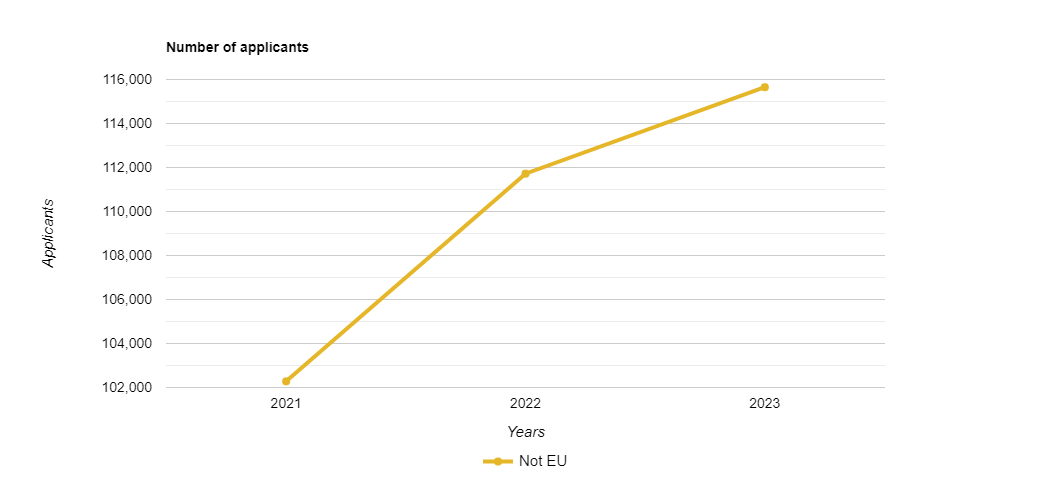 Number of applicants
116,000
114,000
112,000
110,000
108,000
106,000
104,000
102,000
Applicants
2021 2022 2023
Years
Not EU